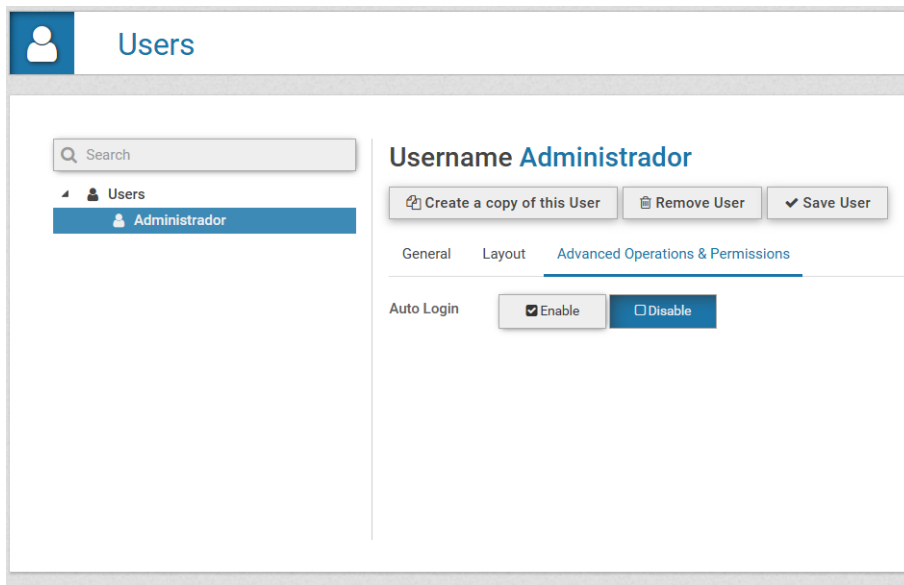 Users
Search
Users
Administrador
Username Administrador
Create a copy of this User
Remove User
Save User
General
Layout
Advanced Operations & Permissions
Auto Login
Enable
Disable